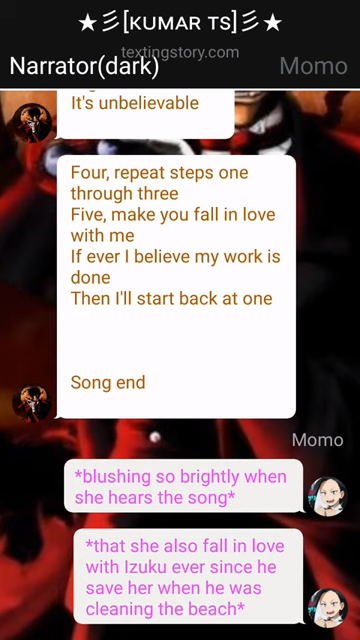 ★彡[ᴋᴜᴍᴀʀ ᴛs]彡★
textingstory.com
Narrator(dark)
Momo
It's unbelievable
Four, repeat steps one
through three
Five, make you fall in love
with me
If ever I believe my work is
done
Then I'll start back at one
Song end
Momo
*blushing so brightly when
she hears the song*
*that she also fall in love
with Izuku ever since he
save her when he was
cleaning the beach*